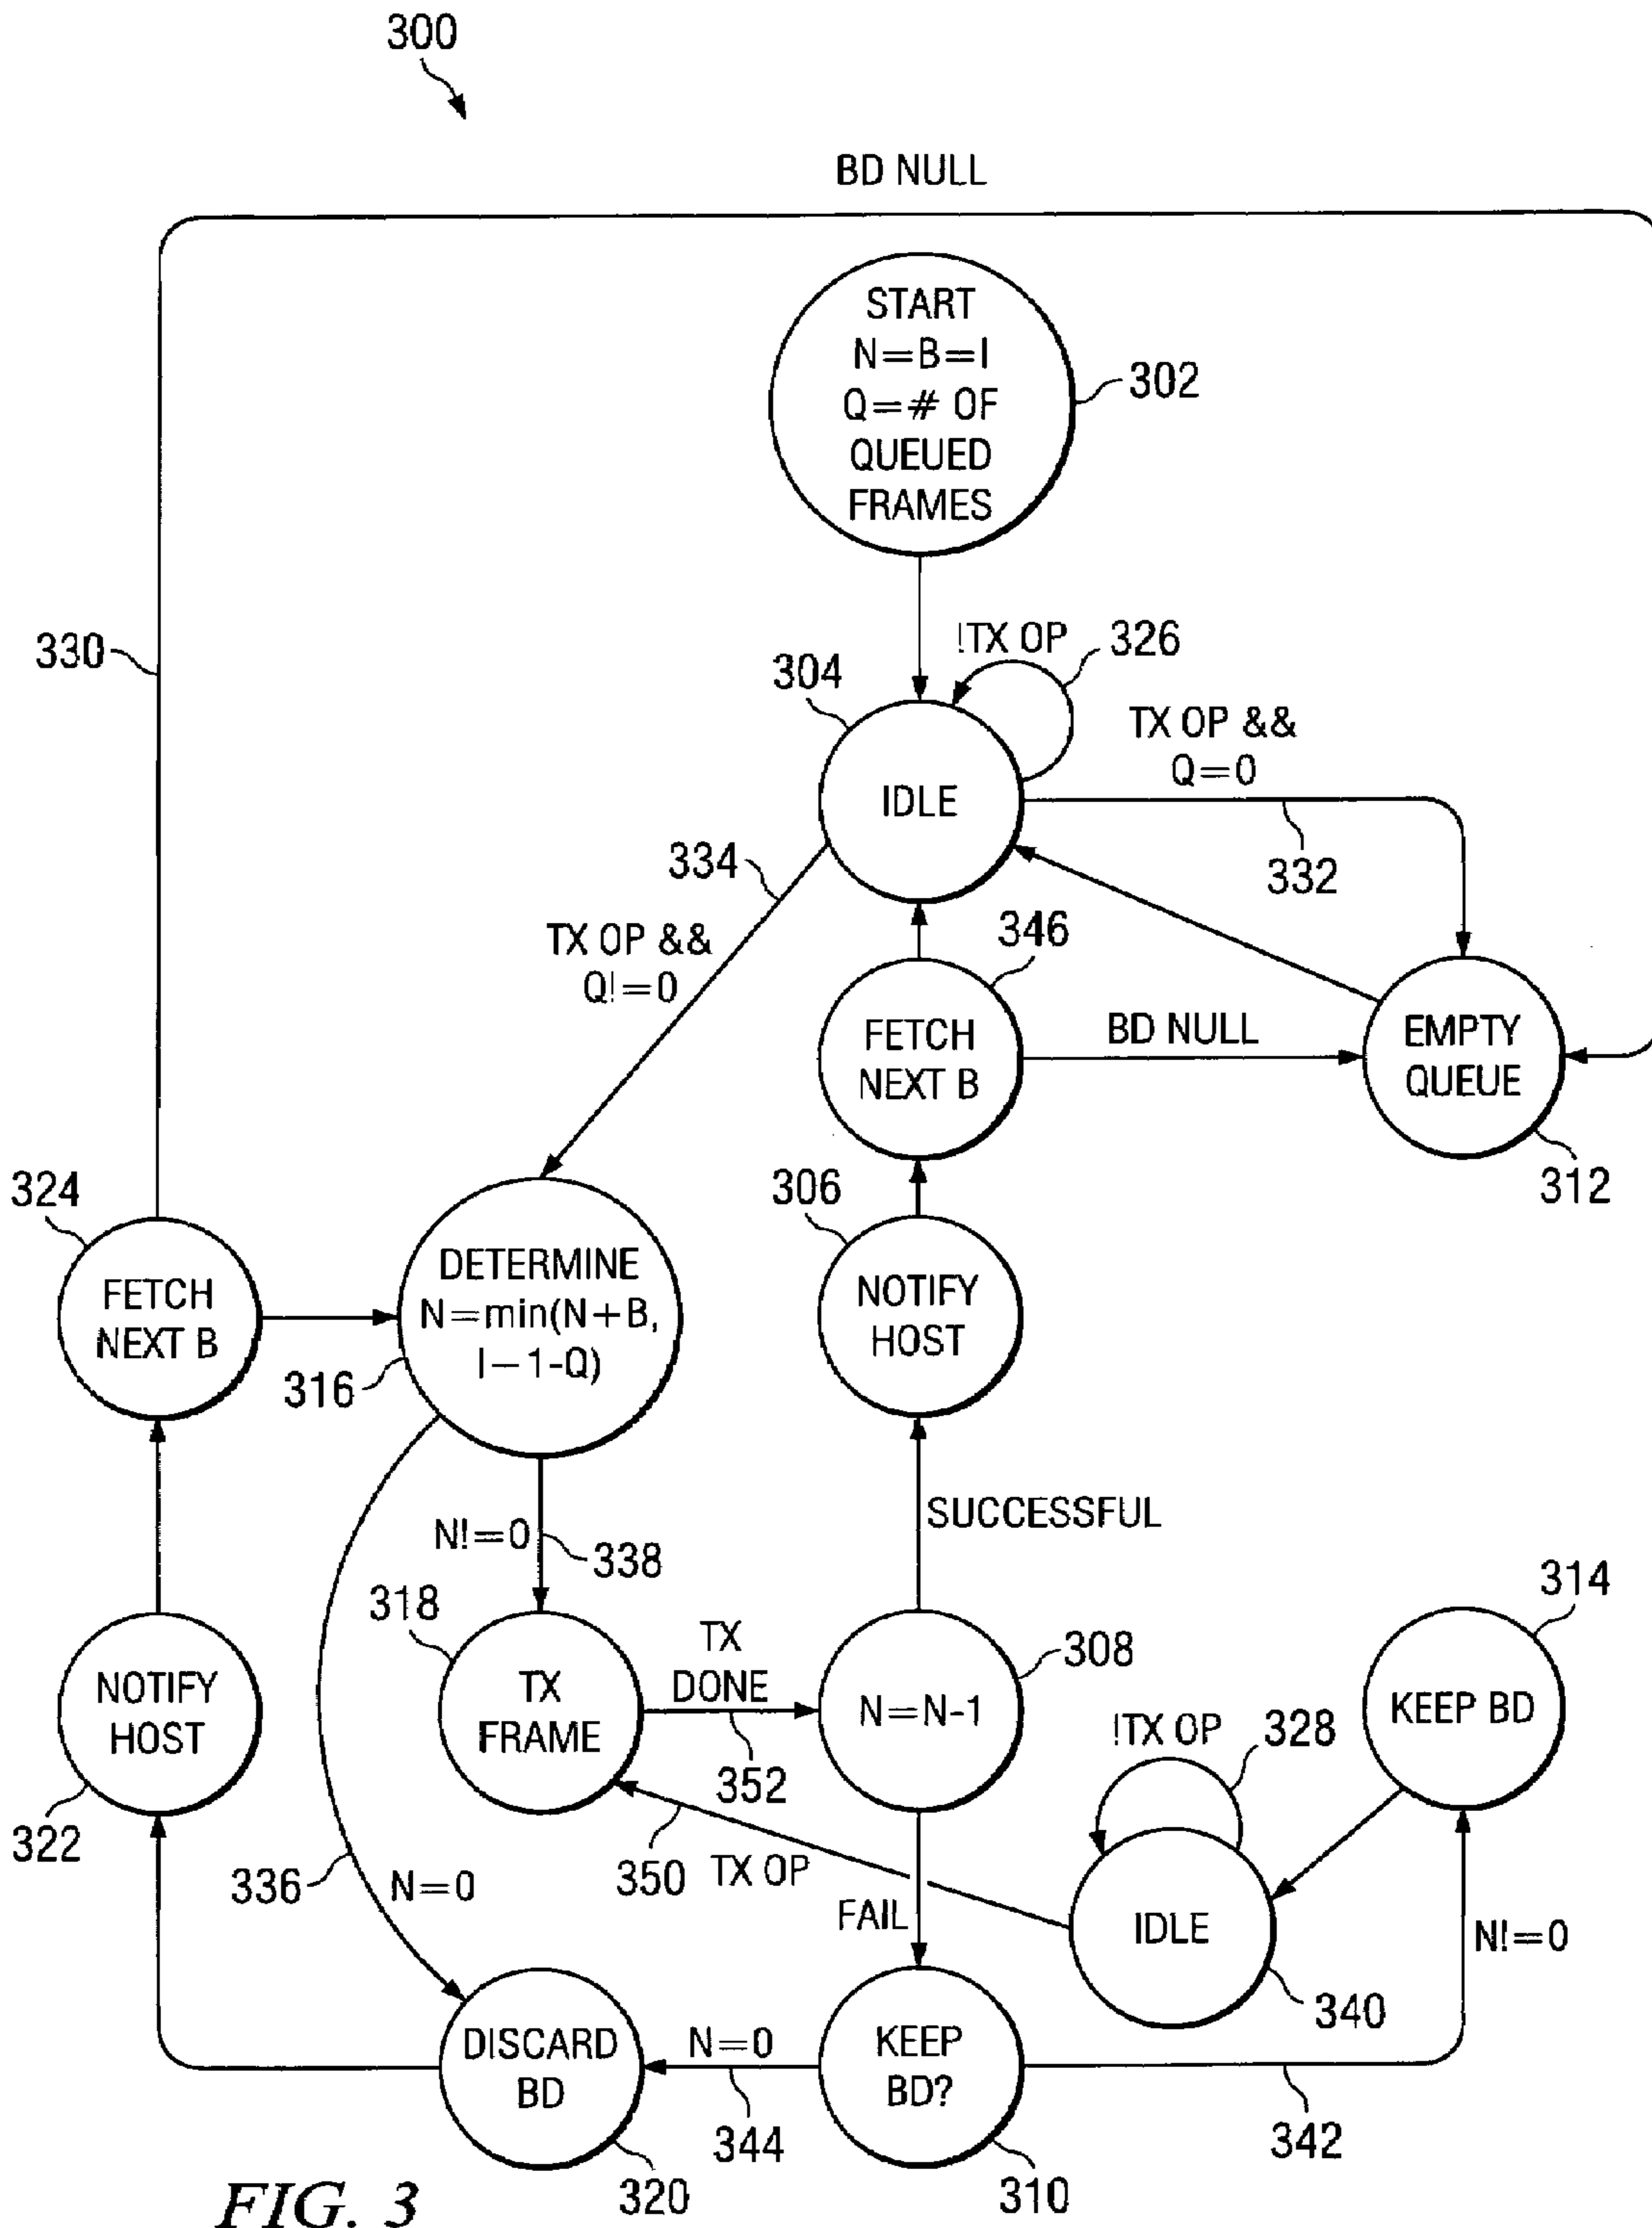 300
BD NULL
START
N=B=I
Q=# OF
QUEUED
FRAMES
302
330
304
!TX OP
326
TX OP &&
Q=0
IDLE
332
334
TX OP &&
Q!=0
346
FETCH
NEXT B
BD NULL
EMPTY
QUEUE
312
324
FETCH
NEXT B
DETERMINE
N=min(N+B,
I-1-Q)
316
306
NOTIFY
HOST
SUCCESSFUL
N!=0
338
318
TX
FRAME
TX
DONE
352
N=N-1
308
314
KEEP BD
!TX OP
328
NOTIFY
HOST
322
336
N=0
350
TX OP
FAIL
IDLE
340
N!=0
DISCARD
BD
320
N=0
344
KEEP
BD?
310
342
FIG. 3